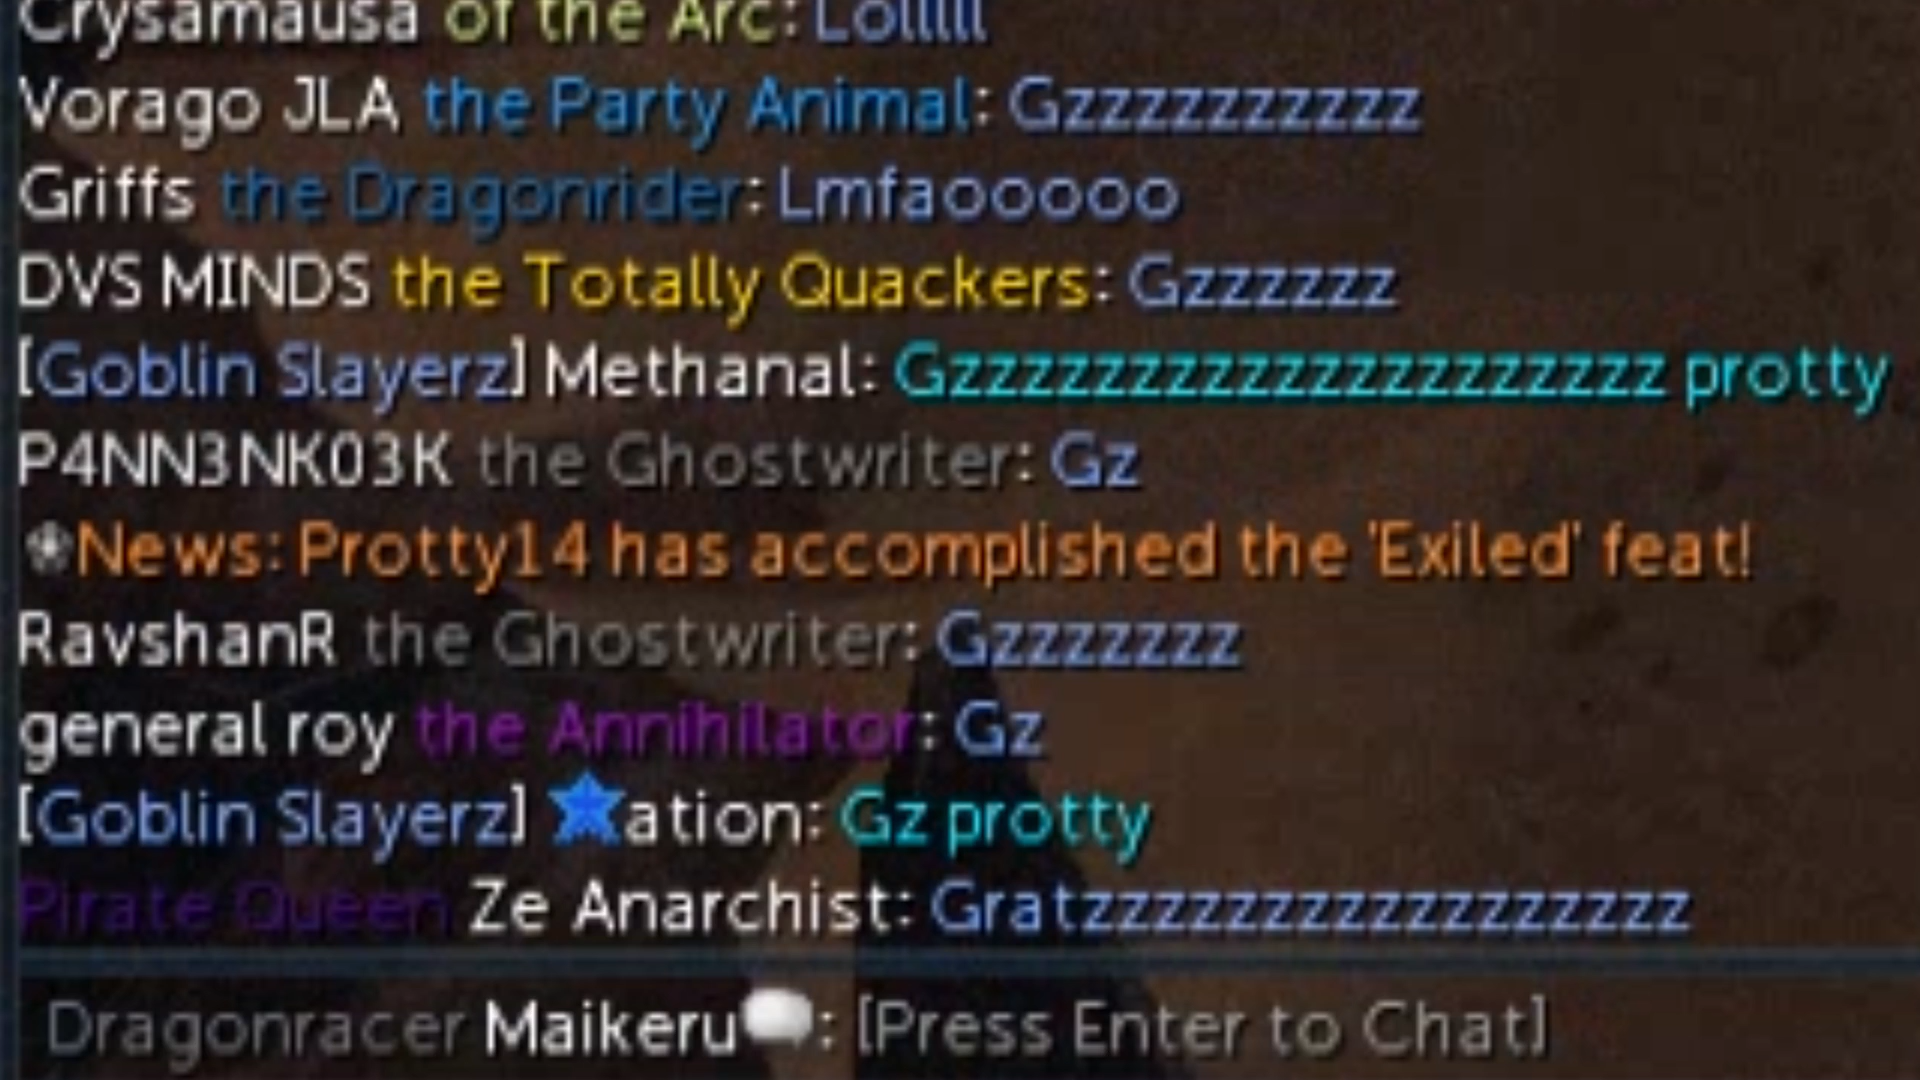 Crysamausa of the Arc: Lolllll
Vorago JLA the Party Animal: Gzzzzzzzzzz
Griffs the Dragonrider: Lmfaooooo
DVS MINDS the Totally Quackers: Gzzzzzz
[Goblin Slayerz] Methanal: Gzzzzzzzzzzzzzzzzzzzz protty
P4NN3NK03K the Ghostwriter: Gz
News: Protty14 has accomplished the 'Exiled' feat!
RavshanR the Ghostwriter: Gzzzzzzz
general roy the Annihilator: Gz
[Goblin Slayerz] ation: Gz protty
Pirate Queen Ze Anarchist: Gratzzzzzzzzzzzzzzzzz
Dragonracer Maikeru: [Press Enter to Chat]